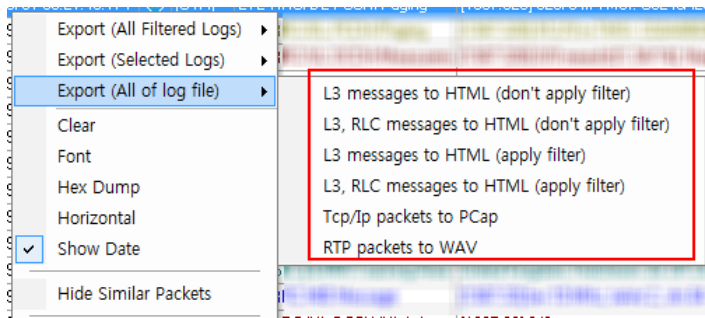 Export (All Filtered Logs)
Export (Selected Logs)
Export (All of log file)
L3 messages to HTML (don't apply filter)
L3, RLC messages to HTML (don't apply filter)
L3 messages to HTML (apply filter)
L3, RLC messages to HTML (apply filter)
Tcp/Ip packets to PCap
RTP packets to WAV
Clear
Font
Hex Dump
Horizontal
Show Date
Hide Similar Packets